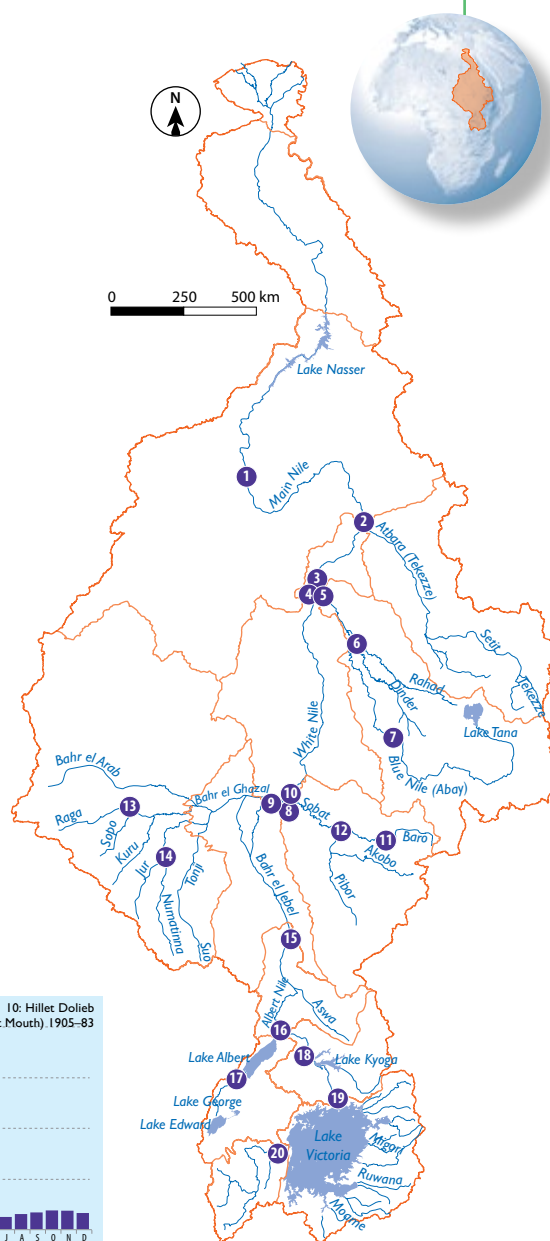 N
0 250 500 km
Lake Nasser
1
Main Nile
2
Atbara (Tekezze)
3
4
5
6
Setit
Tekezze
Rahad
Dinder
Lake Tana
7
White Nile
Blue Nile (Abay)
Bahr el Arab
Bahr el Ghazal
10
9
8
Sobat
13
Raga
Sopo
12
11
Baro
Kuru
14
Jur
Akobo
Tonji
Bahr el Jebel
Pibor
Numatinna
Suo
15
Albert Nile
Aswa
10: Hillet Dolieb
Mouth) 1905–83
16
18
Lake Albert
Lake Kyoga
17
Lake George
19
Lake Edward
Lake
Victoria
Migori
20
Ruwana
Moame
J A S O N D